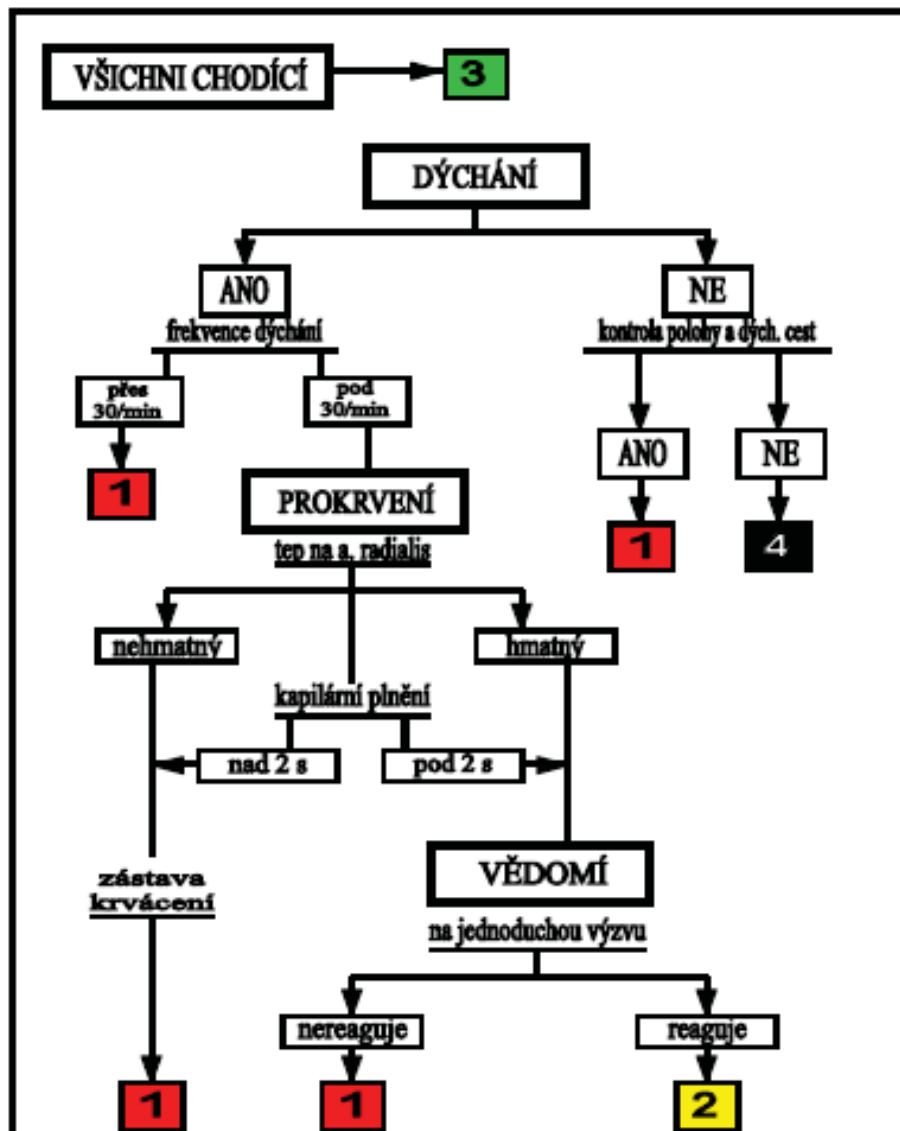 VŠICHNI CHODÍCÍ
3
DÝCHÁNÍ
ANO
NE
frekvence dýchání
kontrola polohy a dých. cest
přes
30/min
pod
30/min
ANO
NE
1
PROKRVENÍ
1
4
tep na a. radialis
nehmatný
hmatný
kapilární plnění
nad 2 s
pod 2 s
zástava
krvácení
VĚDOMÍ
na jednoduchou výzvu
nereaguje
reaguje
1
1
2